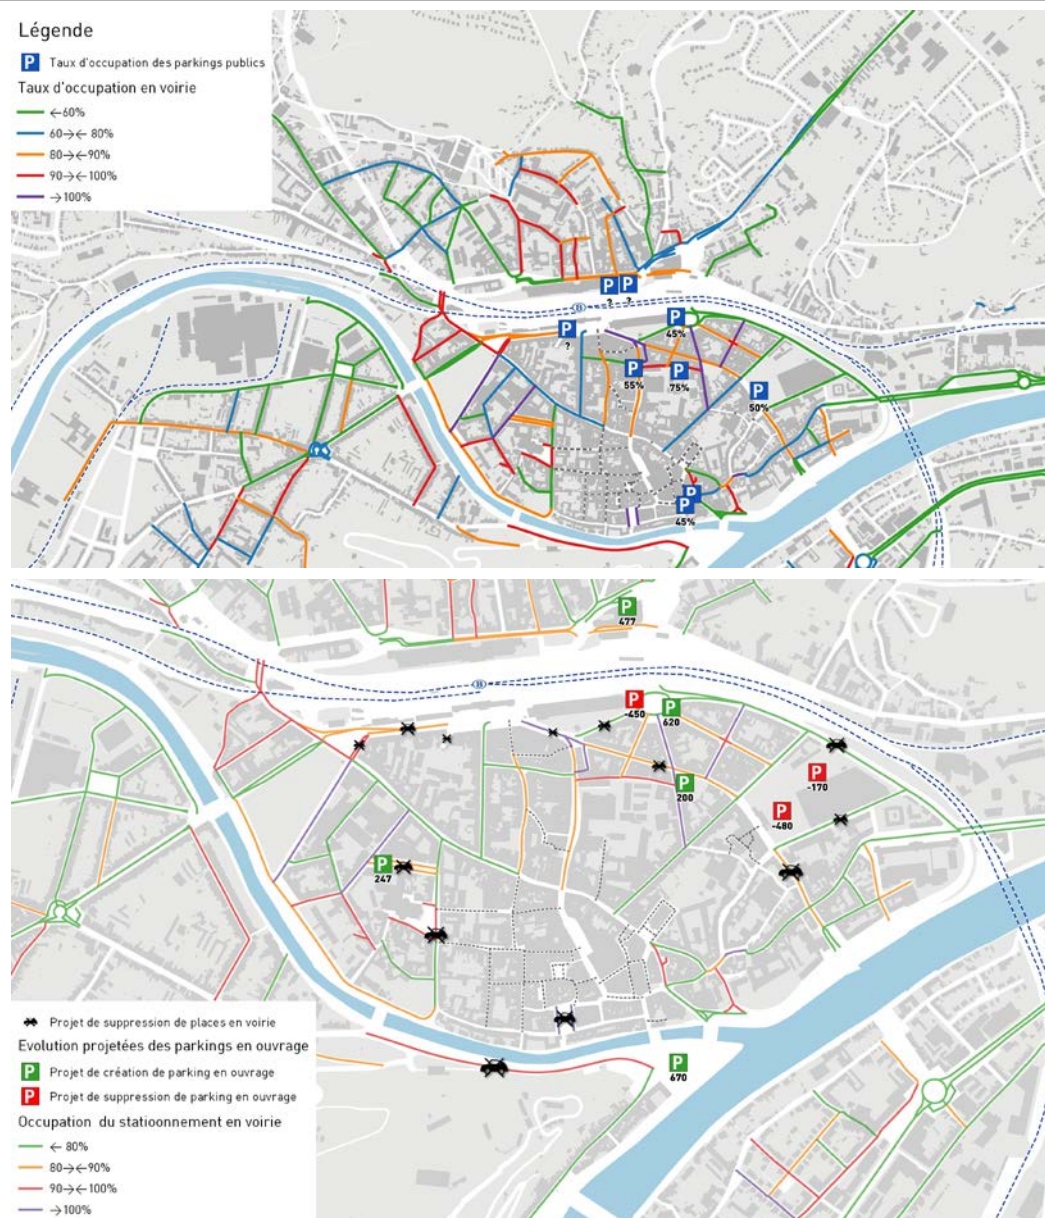 Légende
P Taux d'occupation des parkings publics
Taux d'occupation en voirie
←60%
60→← 80%
80→←90%
90→←100%
→100%
P P
? ?
B
P
45%
P
?
P
55%
P
75%
P
50%
P
P
45%
P
477
B
P
-450
P
620
P
-170
P
200
P
-480
P
247
P
670
Projet de suppression de places en voirie
Evolution projetées des parkings en ouvrage
P Projet de création de parking en ouvrage
P Projet de suppression de parking en ouvrage
Occupation du statioonnement en voirie
← 80%
80→←90%
90→←100%
→100%